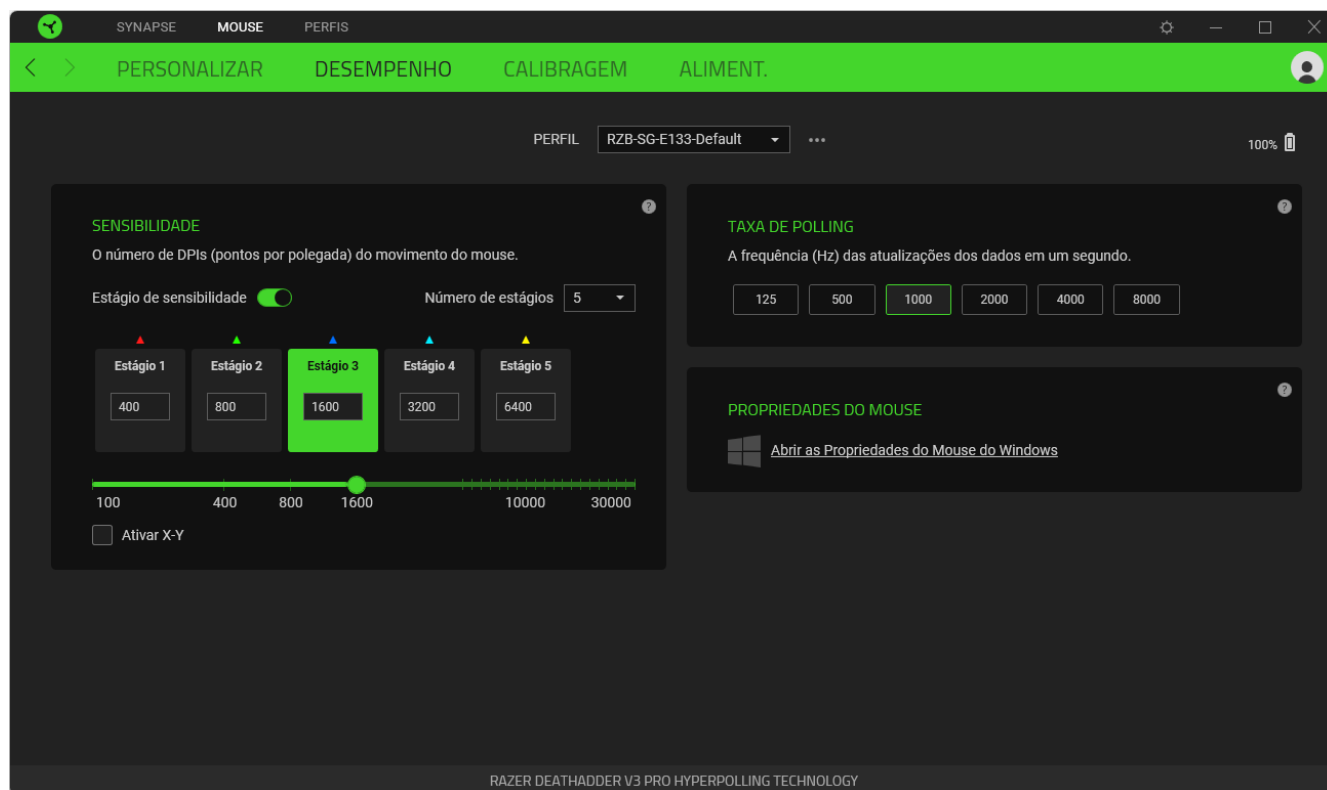 SYNAPSE MOUSE PERFIS
PERSONALIZAR DESEMPENHO CALIBRAGEM ALIMENT.
PERFIL RZB-SG-E133-Default
100%
SENSIBILIDADE
O número de DPIs (pontos por polegada) do movimento do mouse.
Estágio de sensibilidade Número de estágios 5
Estágio 1 Estágio 2 Estágio 3 Estágio 4 Estágio 5
400 800 1600 3200 6400
100 400 800 1600 10000 30000
Ativar X-Y
TAXA DE POLLING
A frequência (Hz) das atualizações dos dados em um segundo.
125 500 1000 2000 4000 8000
PROPRIEDADES DO MOUSE
Abrir as Propriedades do Mouse do Windows
RAZER DEATHADDER V3 PRO HYPERPOLLING TECHNOLOGY